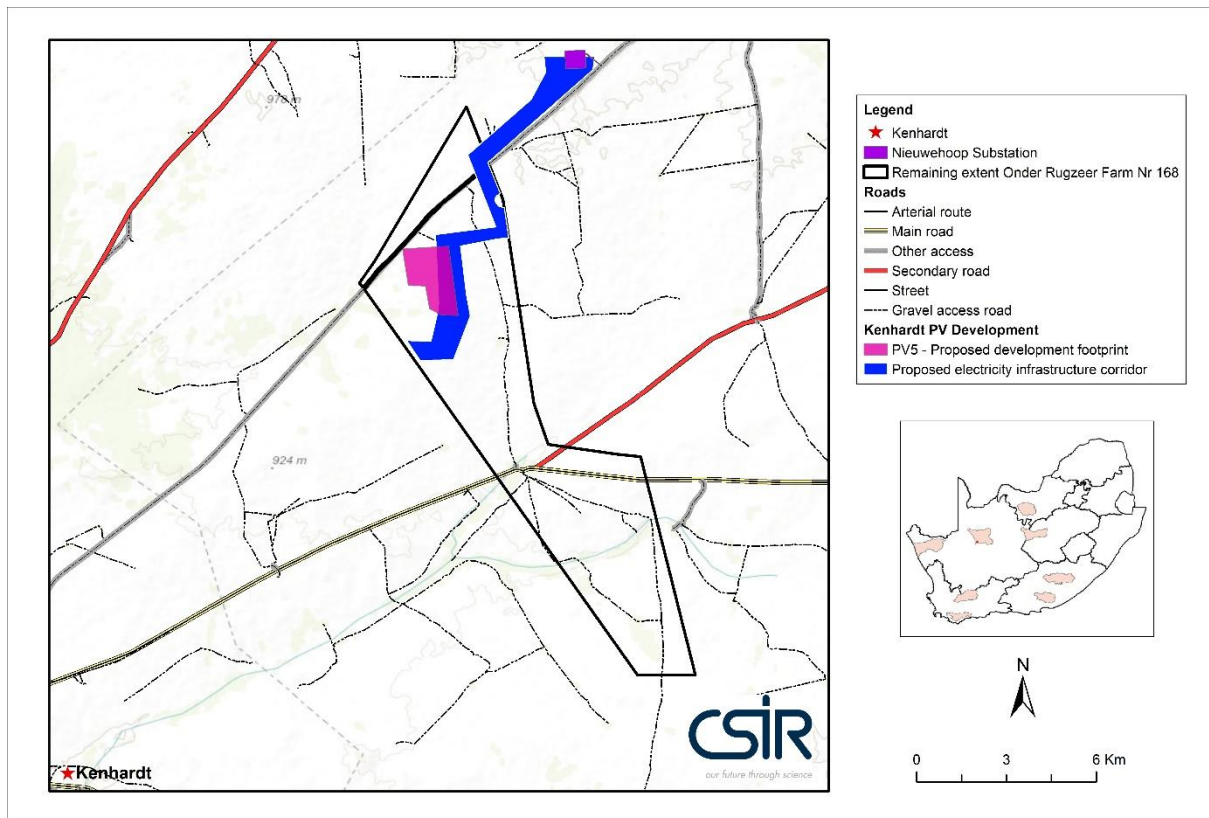 978 m
924 m
Kenhardt
CSIR
our future through science
Legend
Kenhardt
Nieuwehoop Substation
Remaining extent Onder Rugzeer Farm Nr 168
Roads
Arterial route
Main road
Other access
Secondary road
Street
Gravel access road
Kenhardt PV Development
PV5 - Proposed development footprint
Proposed electricity infrastructure corridor
N
0 3 6 Km